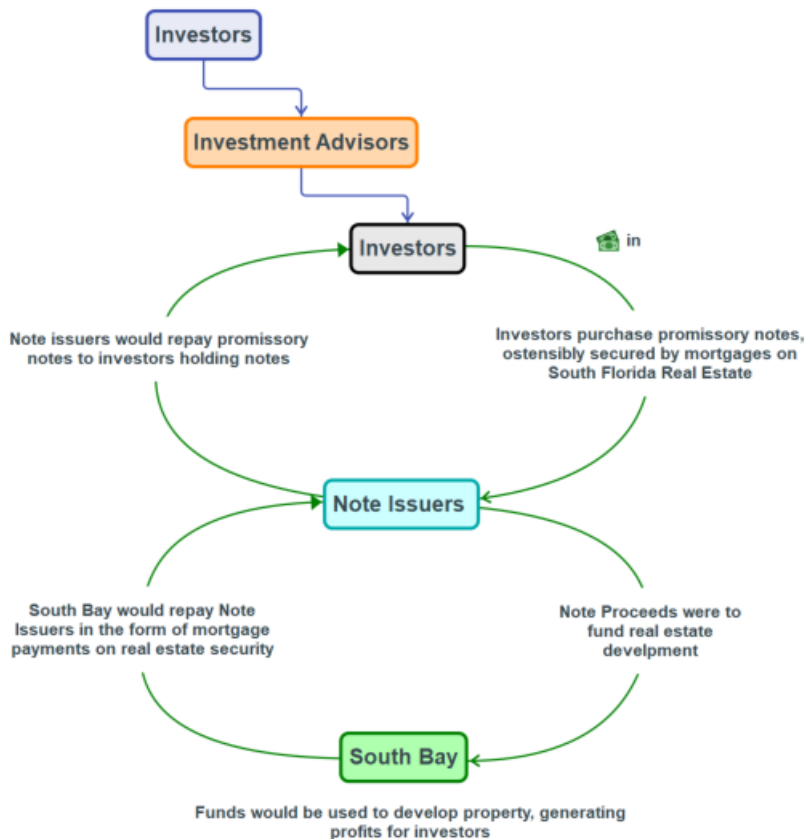 Investors
Investment Advisors
Investors
in
Note issuers would repay promissory
notes to investors holding notes
Investors purchase promissory notes,
ostensibly secured by mortgages on
South Florida Real Estate
Note Issuers
South Bay would repay Note
Issuers in the form of mortgage
payments on real estate security
Note Proceeds were to
fund real estate
develpment
South Bay
Funds would be used to develop property, generating
profits for investors